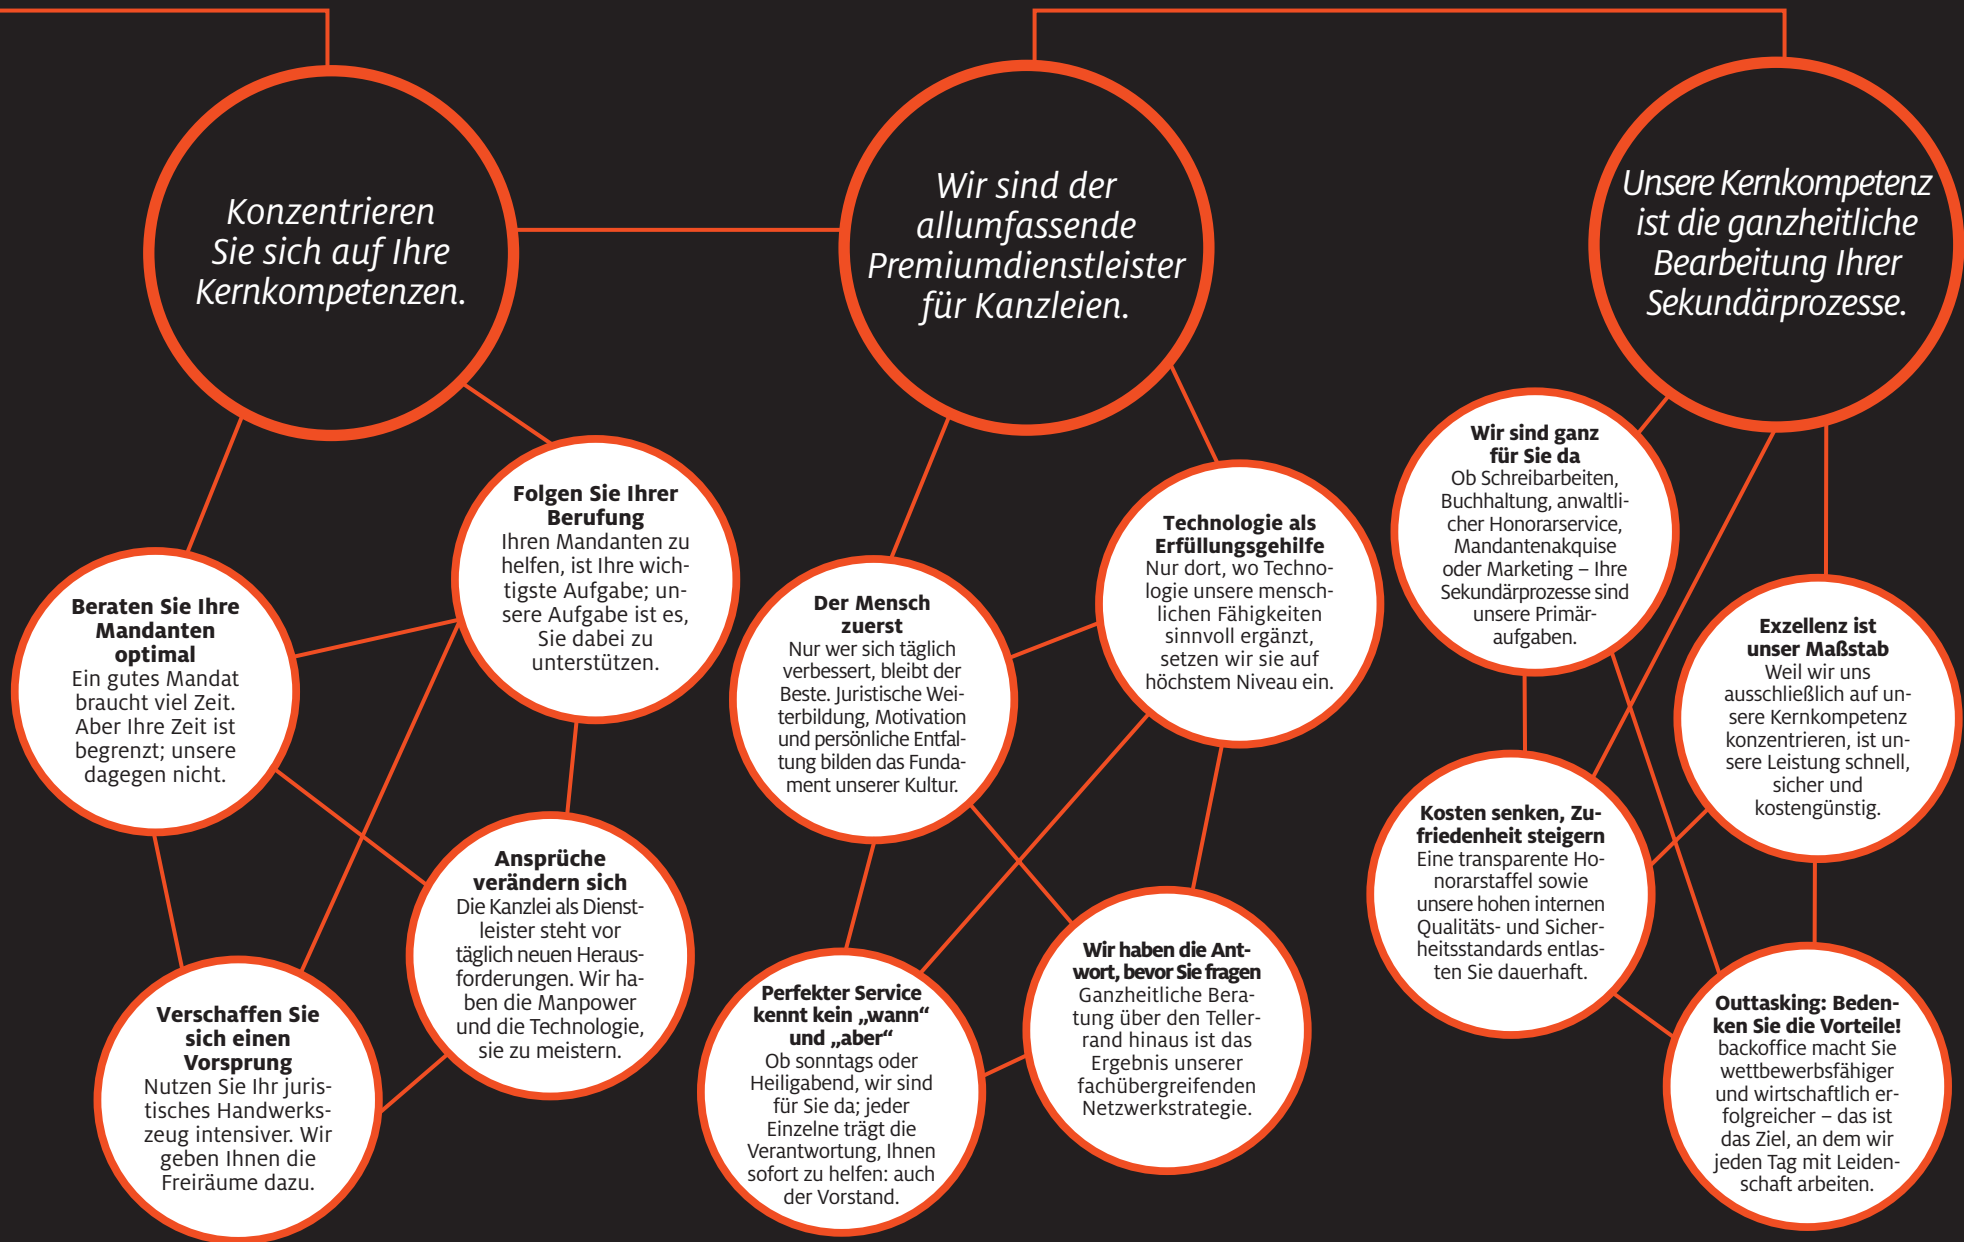 Konzentrieren
Sie sich auf Ihre
Kernkompetenzen.
Beraten Sie Ihre
Mandanten
optimal
Ein gutes Mandat
braucht viel Zeit.
Aber Ihre Zeit ist
begrenzt; unsere
dagegen nicht.
Folgen Sie Ihrer
Berufung
Ihren Mandanten zu
helfen, ist Ihre wich-
tigste Aufgabe; un-
sere Aufgabe ist es,
Sie dabei zu
unterstützen.
Verschaffen Sie
sich einen
Vorsprung
Nutzen Sie Ihr juris-
tisches Handwerks-
zeug intensiver. Wir
geben Ihnen die
Freiräume dazu.
Ansprüche
verändern sich
Die Kanzlei als Dienst-
leister steht vor
täglich neuen Heraus-
forderungen. Wir ha-
ben die Manpower
und die Technologie,
sie zu meistern.
Wir sind der
allumfassende
Premiumdienstleister
für Kanzleien.
Der Mensch
zuerst
Nur wer sich täglich
verbessert, bleibt der
Beste. Juristische Wei-
terbildung, Motivation
und persönliche Entfal-
tung bilden das Funda-
ment unserer Kultur.
Technologie als
Erfüllungsgehilfe
Nur dort, wo Techno-
logie unsere mensch-
lichen Fähigkeiten
sinnvoll ergänzt,
setzen wir sie auf
höchstem Niveau ein.
Perfekter Service
kennt kein „wann“
und „aber“
Ob sonntags oder
Heiligabend, wir sind
für Sie da; jeder
Einzelne trägt die
Verantwortung, Ihnen
sofort zu helfen: auch
der Vorstand.
Wir haben die Ant-
wort, bevor Sie fragen
Ganzheitliche Bera-
tung über den Teller-
rand hinaus ist das
Ergebnis unserer
fachübergreifenden
Netzwerkstrategie.
Unsere Kernkompetenz
ist die ganzheitliche
Bearbeitung Ihrer
Sekundärprozesse.
Wir sind ganz
für Sie da
Ob Schreibarbeiten,
Buchhaltung, anwaltli-
cher Honorarservice,
Mandantenakquise
oder Marketing – Ihre
Sekundärprozesse sind
unsere Primär-
aufgaben.
Exzellenz ist
unser Maßstab
Weil wir uns
ausschließlich auf un-
sere Kernkompetenz
konzentrieren, ist un-
sere Leistung schnell,
sicher und
kostengünstig.
Kosten senken, Zu-
friedenheit steigern
Eine transparente Ho-
norarstaffel sowie
unsere hohen internen
Qualitäts- und Sicher-
heitsstandards entlas-
ten Sie dauerhaft.
Outtasking: Beden-
ken Sie die Vorteile!
backoffice macht Sie
wettbewerbsfähiger
und wirtschaftlich er-
folgreicher – das ist
das Ziel, an dem wir
jeden Tag mit Leiden-
schaft arbeiten.